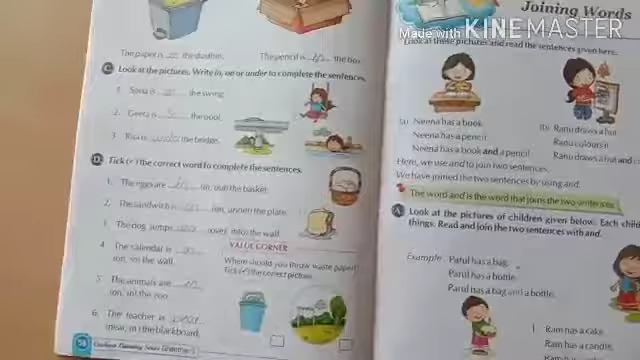 The paper is the dustbin.
The pencil is the box.
C. Look at the pictures. Write in, on or under to complete the sentences.
1. Sona is on the swing.
2. Geeta is in the pool.
3. Ria is under the bridge.
D. Tick (✓) the correct word to complete the sentences.
1. The eggs are (in, on) the basket.
2. The sandwich is (on, under) the plate.
3. The dog jumps (over, into) the wall.
4. The calendar is on
(on, in) the wall.
5. The animals are
(on, in) the zoo.
6. The teacher is near
(near, in) the blackboard.
VALUE CORNER
Where should you throw waste paper?
Tick (✓) the correct picture.
Joining Words
Made with KINEMASTER
Look at these pictures and read the sentences given here.
(a) Neena has a book.
Neena has a pencil.
Neena has a book and a pencil.
(b) Ranu draws a hut
Ranu colours it
Ranu draws a hut and
Here, we use and to join two sentences.
We have joined the two sentences by using and.
The word and is the word that joins the two sentences.
A. Look at the pictures of children given below. Each child
things. Read and join the two sentences with and.
Example : Parul has a bag.
Parul has a bottle.
Parul has a bag and a bottle.
1. Ram has a cake.
Ram has a candle.